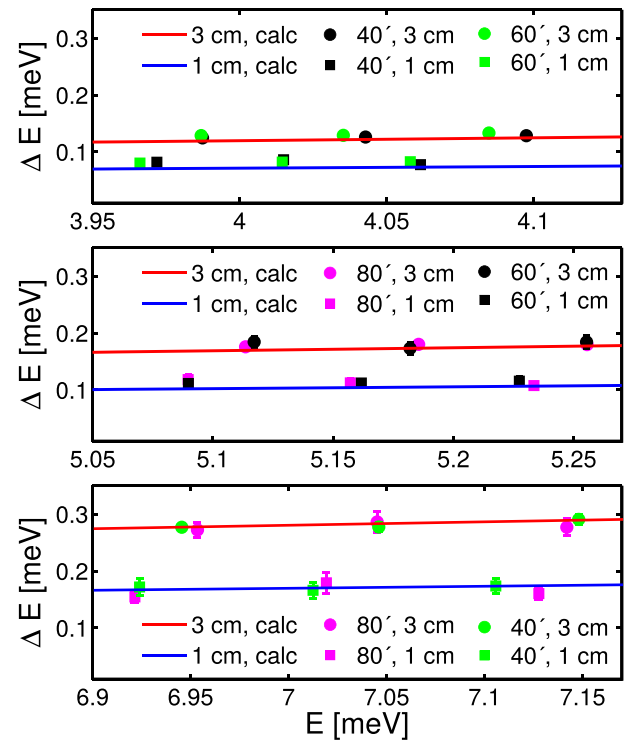 0.3
3 cm, calc 40´, 3 cm 60´, 3 cm
1 cm, calc 40´, 1 cm 60´, 1 cm
0.2
Δ E [meV]
0.1
3.95 4 4.05 4.1
0.3
3 cm, calc 80´, 3 cm 60´, 3 cm
1 cm, calc 80´, 1 cm 60´, 1 cm
0.2
Δ E [meV]
0.1
5.05 5.1 5.15 5.2 5.25
0.3
0.2
Δ E [meV]
0.1
3 cm, calc 80´, 3 cm 40´, 3 cm
1 cm, calc 80´, 1 cm 40´, 1 cm
6.9 6.95 7 7.05 7.1 7.15
E [meV]